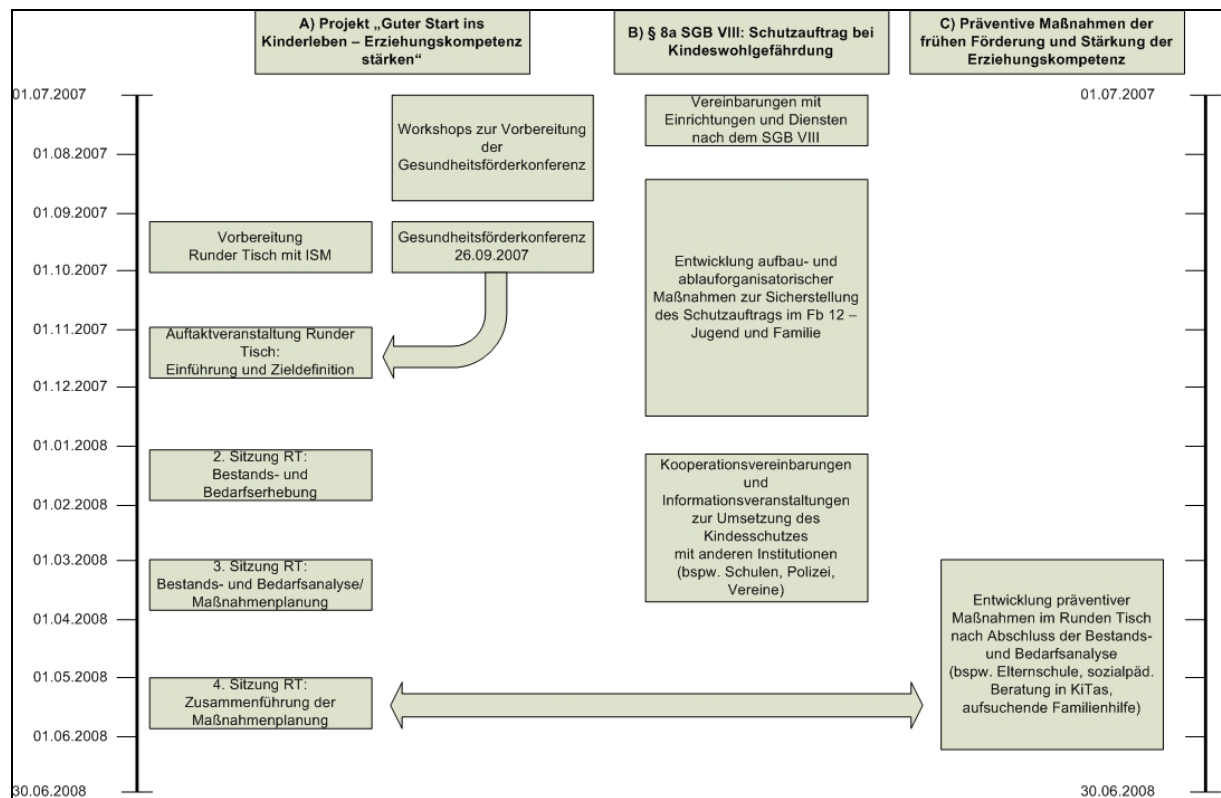 A) Projekt „Guter Start ins
Kinderleben – Erziehungskompetenz
stärken“
B) § 8a SGB VIII: Schutzauftrag bei
Kindeswohlgefährdung
C) Präventive Maßnahmen der
frühen Förderung und Stärkung der
Erziehungskompetenz
01.07.2007
01.08.2007
01.09.2007
01.10.2007
01.11.2007
01.12.2007
01.01.2008
01.02.2008
01.03.2008
01.04.2008
01.05.2008
01.06.2008
30.06.2008
Vorbereitung
Runder Tisch mit ISM
Auftaktveranstaltung Runder
Tisch:
Einführung und Zieldefinition
2. Sitzung RT:
Bestands- und
Bedarfserhebung
3. Sitzung RT:
Bestands- und Bedarfsanalyse/
Maßnahmenplanung
4. Sitzung RT:
Zusammenführung der
Maßnahmenplanung
Workshops zur Vorbereitung
der
Gesundheitsförderkonferenz
Gesundheitsförderkonferenz
26.09.2007
Vereinbarungen mit
Einrichtungen und Diensten
nach dem SGB VIII
Entwicklung aufbau- und
ablauforganisatorischer
Maßnahmen zur Sicherstellung
des Schutzauftrags im Fb 12 –
Jugend und Familie
Kooperationsvereinbarungen
und
Informationsveranstaltungen
zur Umsetzung des
Kindesschutzes
mit anderen Institutionen
(bspw. Schulen, Polizei,
Vereine)
Entwicklung präventiver
Maßnahmen im Runden Tisch
nach Abschluss der Bestands-
und Bedarfsanalyse
(bspw. Elternschule, sozialpäd.
Beratung in KiTas,
aufsuchende Familienhilfe)
01.07.2007
30.06.2008